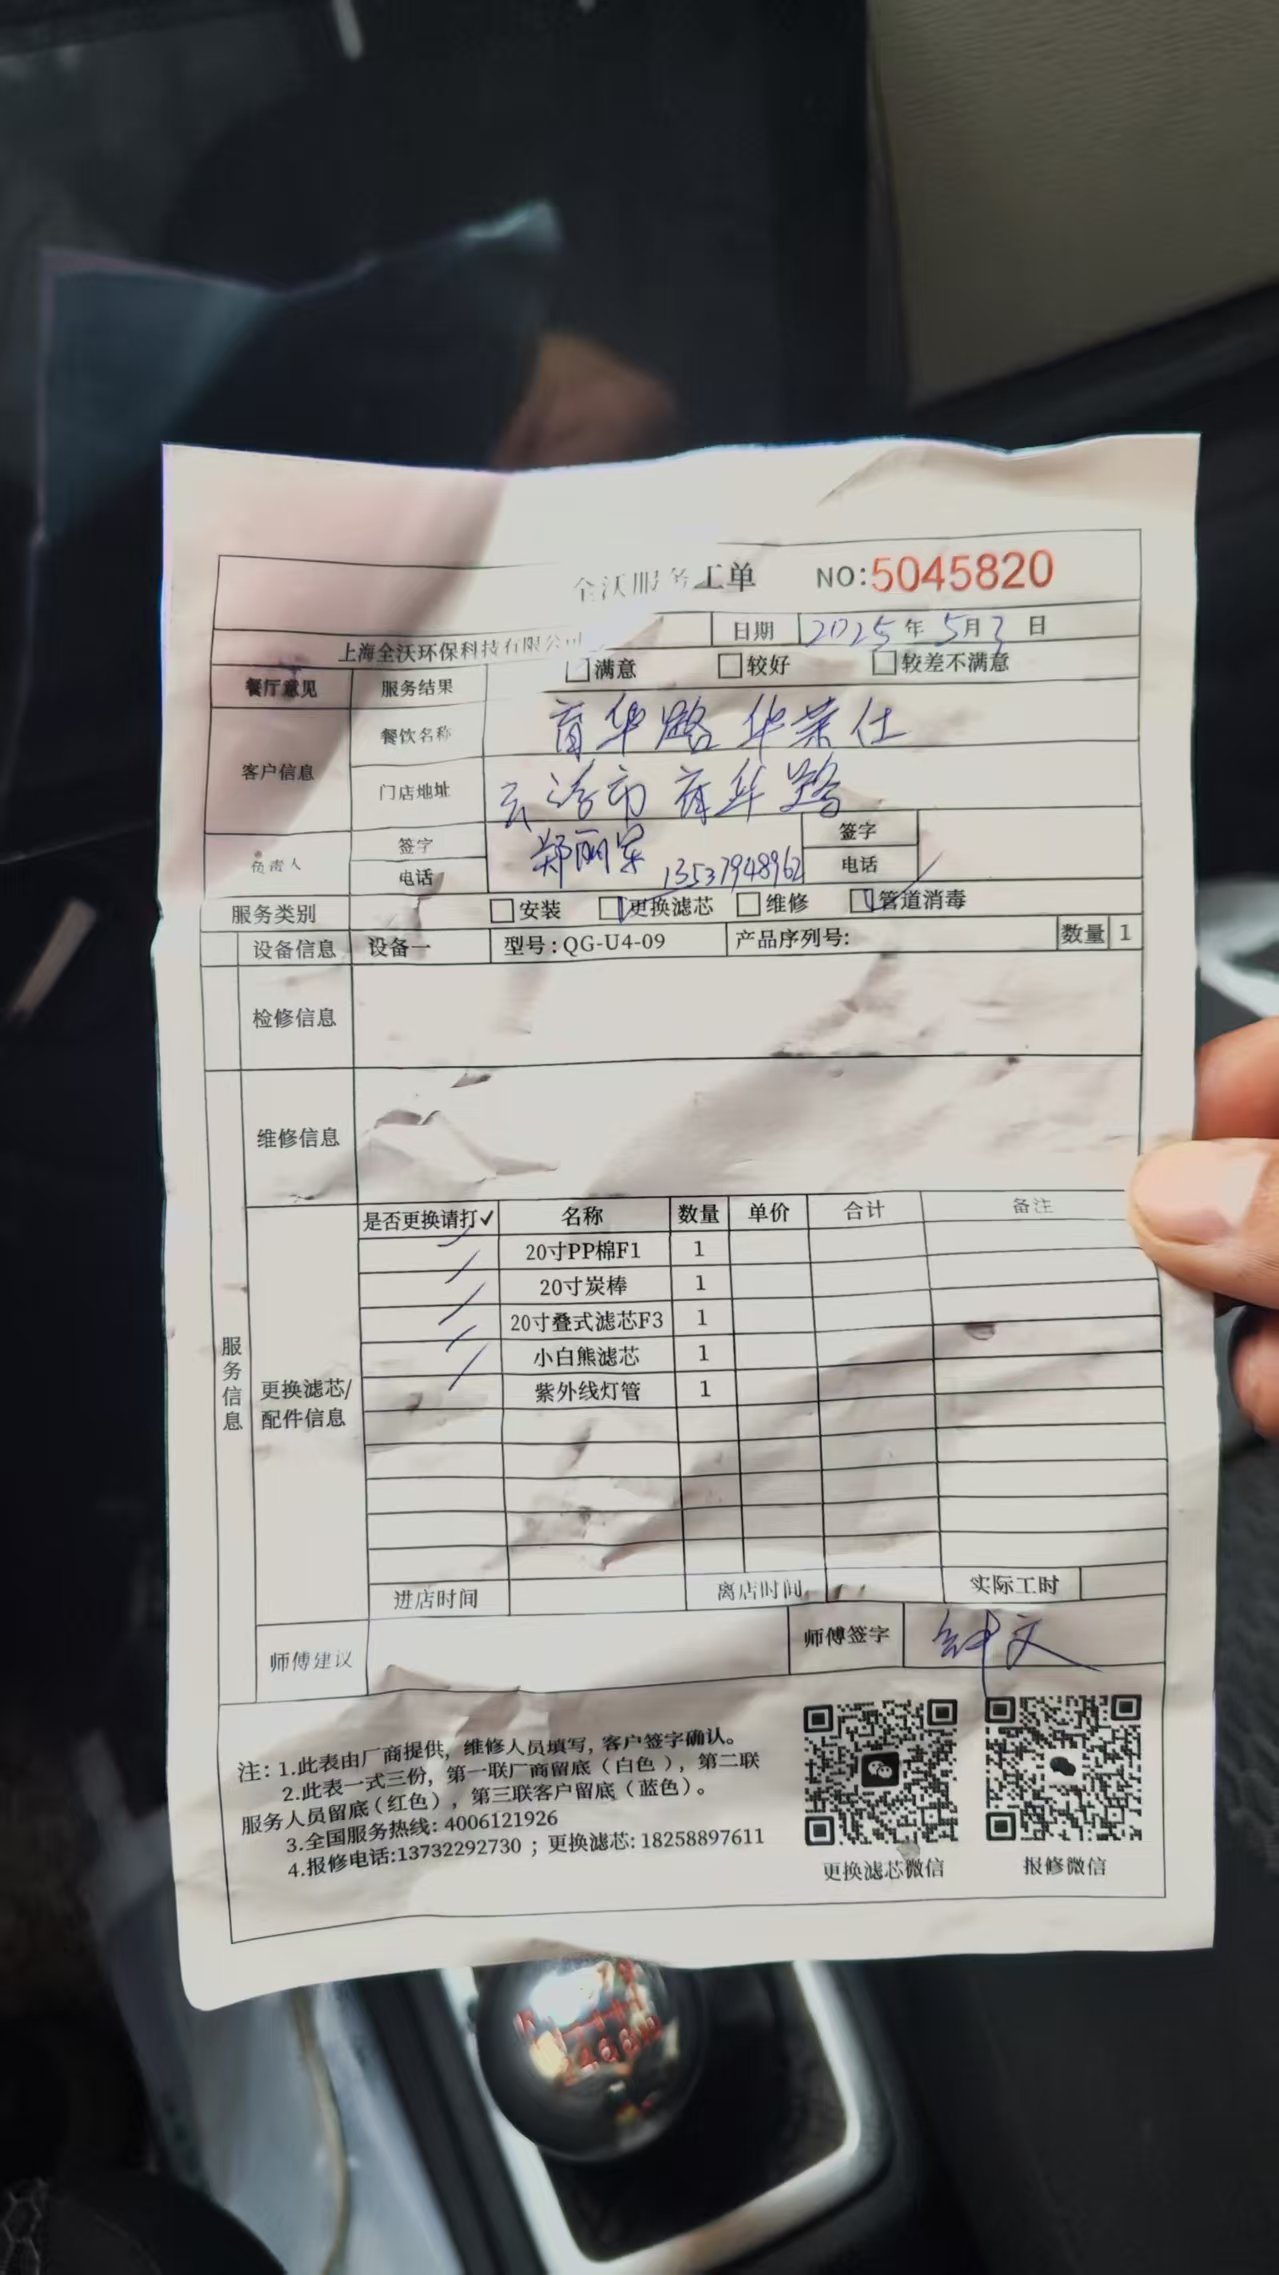 全沃服务工单 NO:5045820
上海全沃环保科技有限公司 日期 2025年5月3日
餐厅意见 服务结果 满意 较好 较差不满意
客户信息 餐饮名称 育华路 华莱仕
门店地址 云浮市 育华路
负责人 签字 郑丽 签字
电话 13537948962 电话
服务类别 安装 更换滤芯 维修 管道消毒
设备信息 设备一 型号:QG-U4-09 产品序列号: 数量 1
检修信息
维修信息
服务信息
更换滤芯/配件信息
是否更换请打✓ 名称 数量 单价 合计 备注
20寸PP棉F1 1
20寸炭棒 1
20寸叠式滤芯F3 1
小白熊滤芯 1
紫外线灯管 1
进店时间 离店时间 实际工时
师傅建议 师傅签字 钟文
注：1.此表由厂商提供，维修人员填写，客户签字确认。
2.此表一式三份，第一联厂商留底（白色），第二联
服务人员留底（红色），第三联客户留底（蓝色）。
3.全国服务热线：4006121926
4.报修电话:13732292730；更换滤芯: 18258897611
更换滤芯微信 报修微信